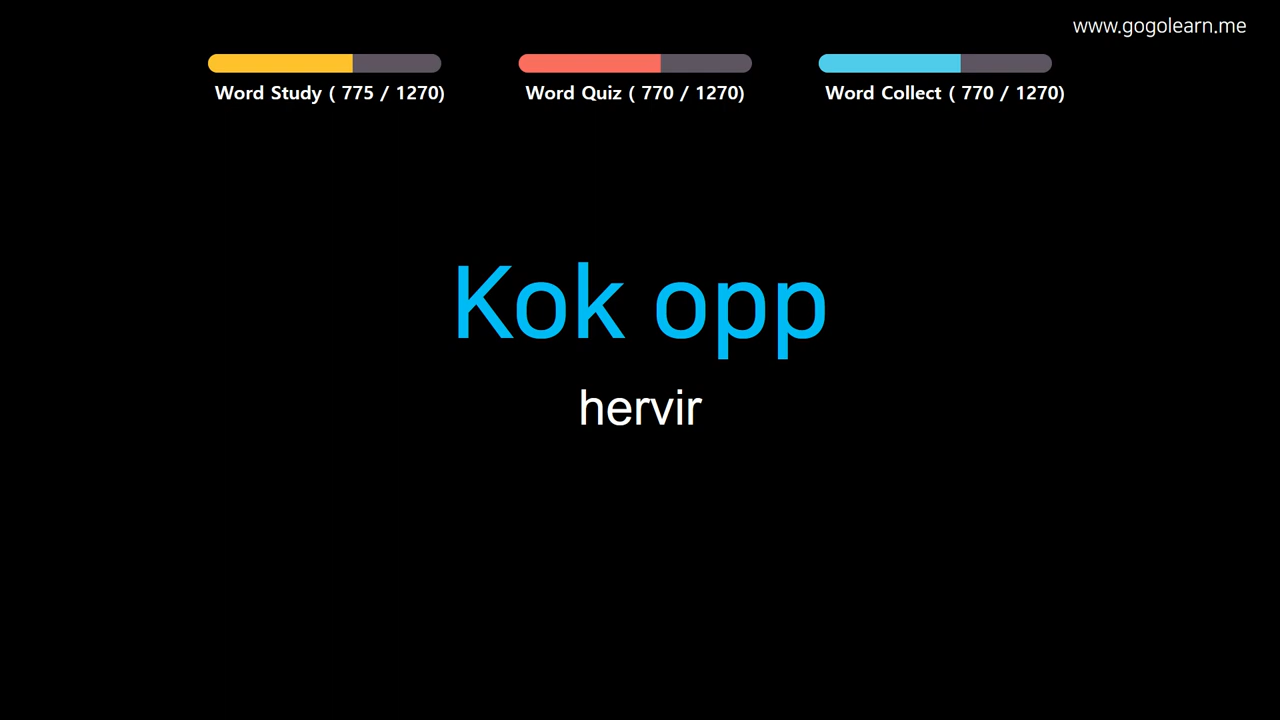 www.gogolearn.me
Word Study ( 775 / 1270)
Word Quiz ( 770 / 1270)
Word Collect ( 770 / 1270)
Kok opp
hervir